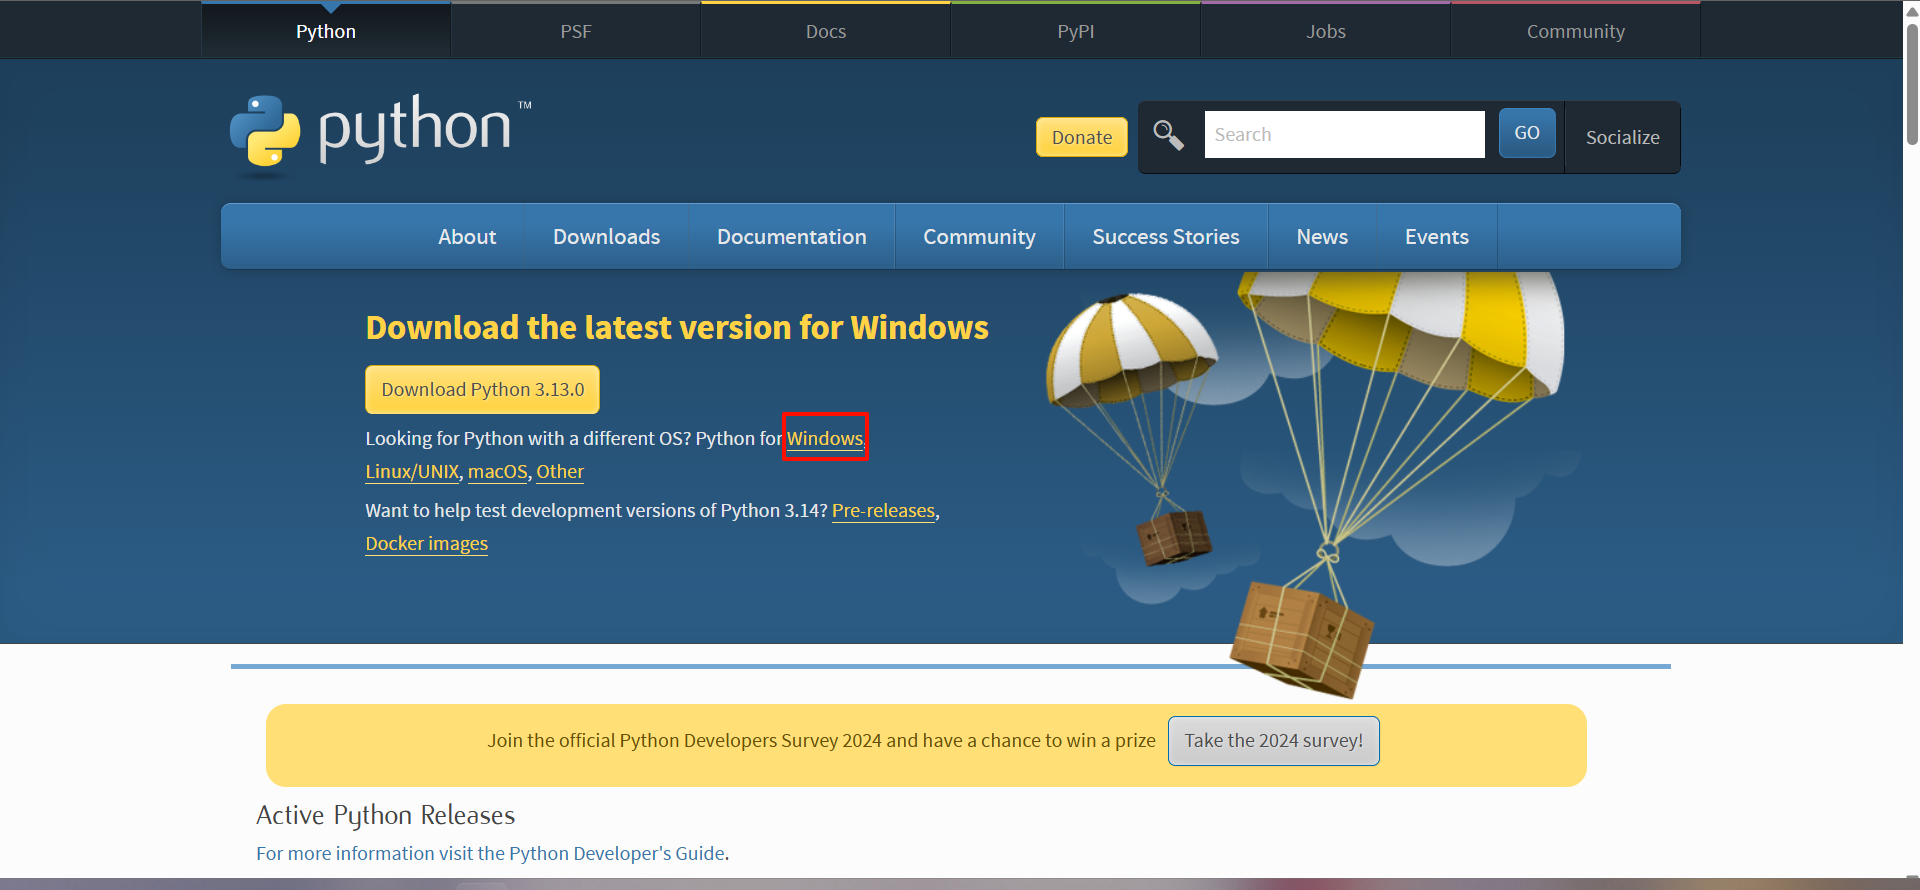 Python PSF Docs PyPI Jobs Community
python™
Donate Search GO Socialize
About Downloads Documentation Community Success Stories News Events
Download the latest version for Windows
Download Python 3.13.0
Looking for Python with a different OS? Python for Windows,
Linux/UNIX, macOS, Other
Want to help test development versions of Python 3.14? Pre-releases,
Docker images
Join the official Python Developers Survey 2024 and have a chance to win a prize Take the 2024 survey!
Active Python Releases
For more information visit the Python Developer's Guide.